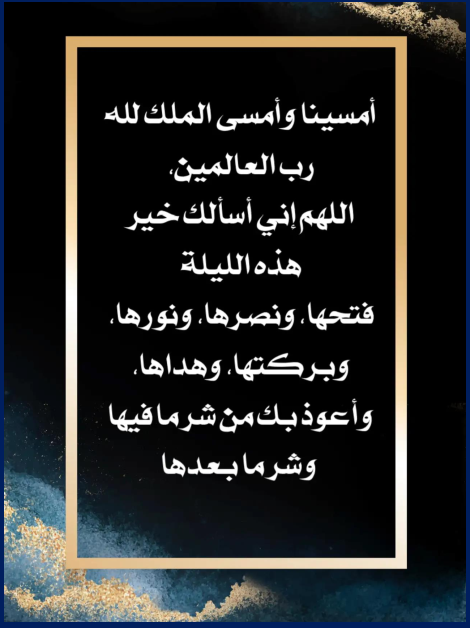 أمسينا وأمسى الملك لله
رب العالمين،
اللهم إني أسألك خير
هذه الليلة
فتحها، ونصرها، ونورها،
وبركتها، وهداها،
وأعوذ بك من شر ما فيها
وشر ما بعدها